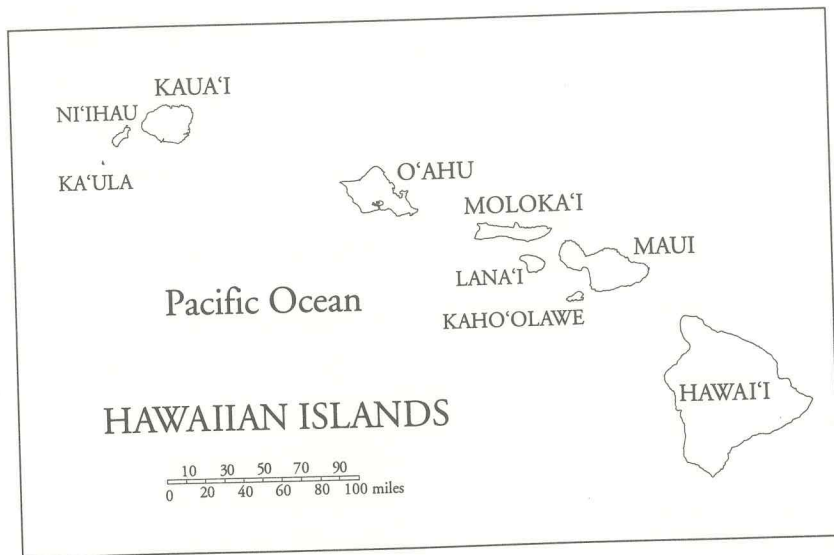 KAUA‘I
NI‘IHAU
KA‘ULA
O‘AHU
MOLOKA‘I
MAUI
LANA‘I
KAHO‘OLAWE
Pacific Ocean
HAWAI‘I
HAWAIIAN ISLANDS
10 30 50 70 90
0 20 40 60 80 100 miles